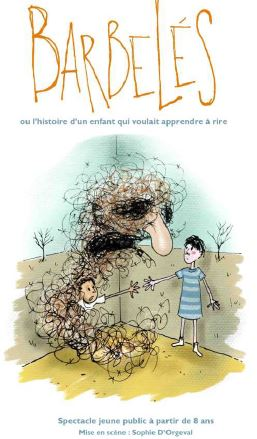 BARBELÉS
ou l'histoire d'un enfant qui voulait apprendre à rire
Spectacle jeune public à partir de 8 ans
Mise en scène : Sophie D'Orgeval